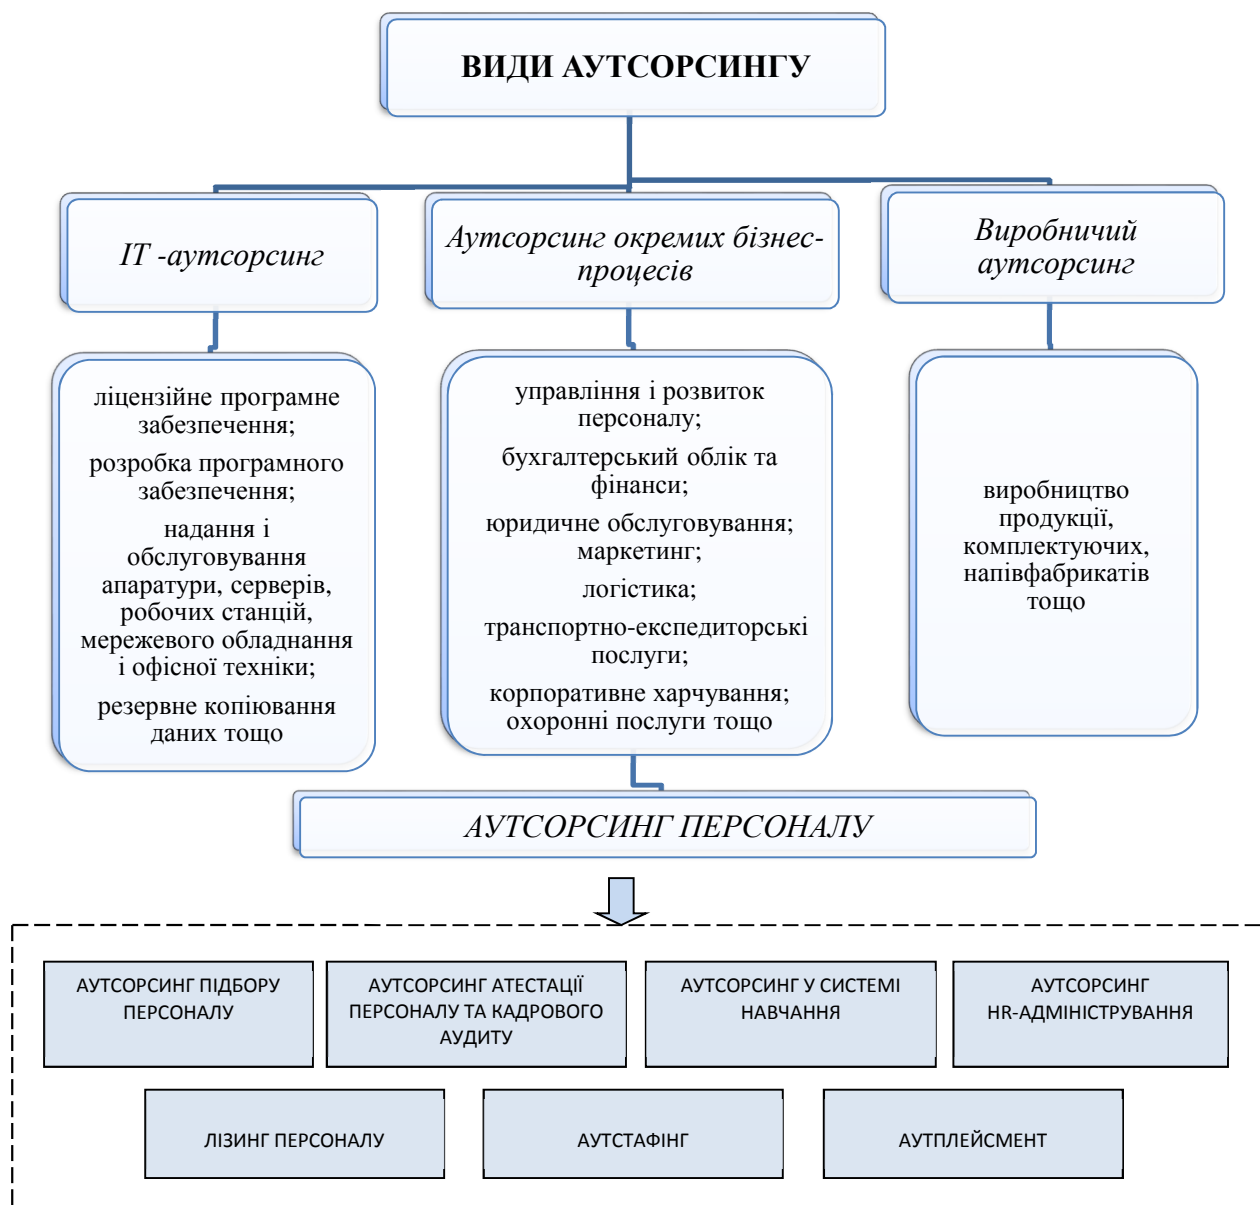 ВИДИ АУТСОРСИНГУ
ІТ -аутсорсинг
Аутсорсинг окремих бізнес-
процесів
Виробничий
аутсорсинг
ліцензійне програмне
забезпечення;
розробка програмного
забезпечення;
надання і
обслуговування
апаратури, серверів,
робочих станцій,
мережевого обладнання
і офісної техніки;
резервне копіювання
даних тощо
управління і розвиток
персоналу;
бухгалтерський облік та
фінанси;
юридичне обслуговування;
маркетинг;
логістика;
транспортно-експедиторські
послуги;
корпоративне харчування;
охоронні послуги тощо
виробництво
продукції,
комплектуючих,
напівфабрикатів
тощо
АУТСОРСИНГ ПЕРСОНАЛУ
АУТСОРСИНГ ПІДБОРУ
ПЕРСОНАЛУ
АУТСОРСИНГ АТЕСТАЦІЇ
ПЕРСОНАЛУ ТА КАДРОВОГО
АУДИТУ
АУТСОРСИНГ У СИСТЕМІ
НАВЧАННЯ
АУТСОРСИНГ
HR-АДМІНІСТРУВАННЯ
ЛІЗИНГ ПЕРСОНАЛУ
АУТСТАФІНГ
АУТПЛЕЙСМЕНТ